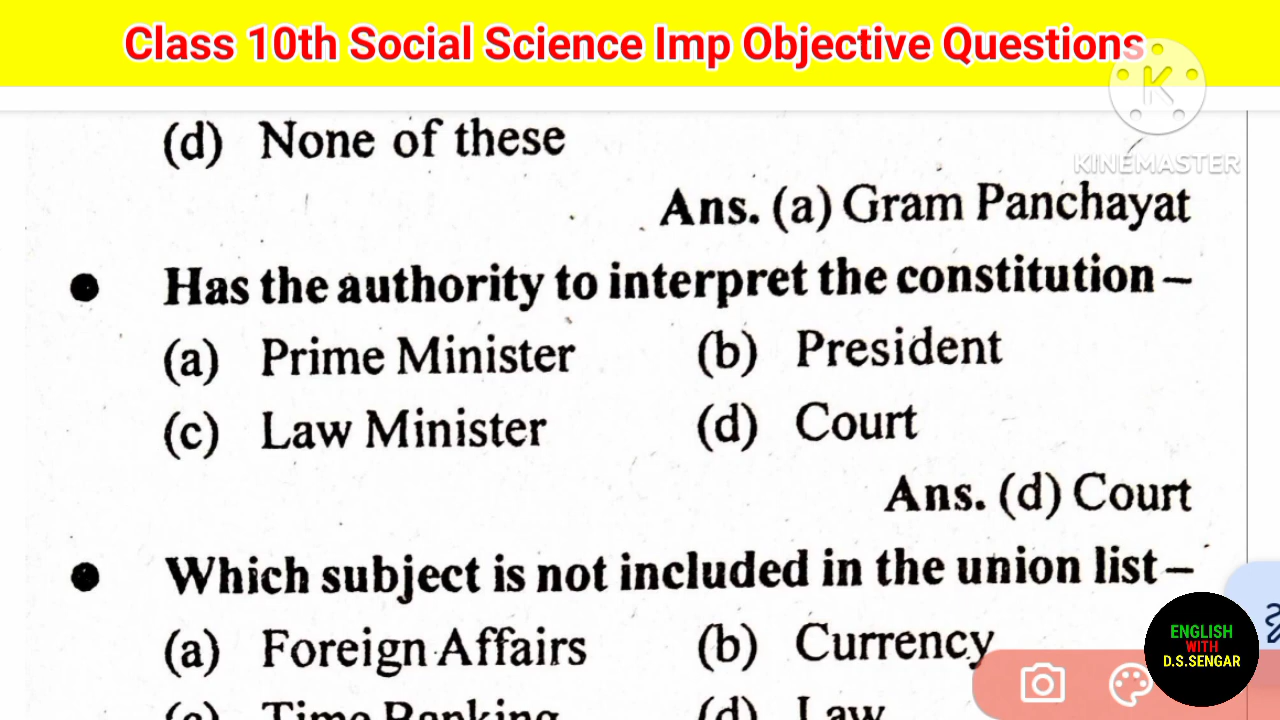 Class 10th Social Science Imp Objective Questions
KINEMASTER
(d) None of these
Ans. (a) Gram Panchayat
● Has the authority to interpret the constitution –
(a) Prime Minister (b) President
(c) Law Minister (d) Court
Ans. (d) Court
● Which subject is not included in the union list –
(a) Foreign Affairs (b) Currency
(c) Time Banking (d) Law
ENGLISH
WITH
D.S.SENGAR